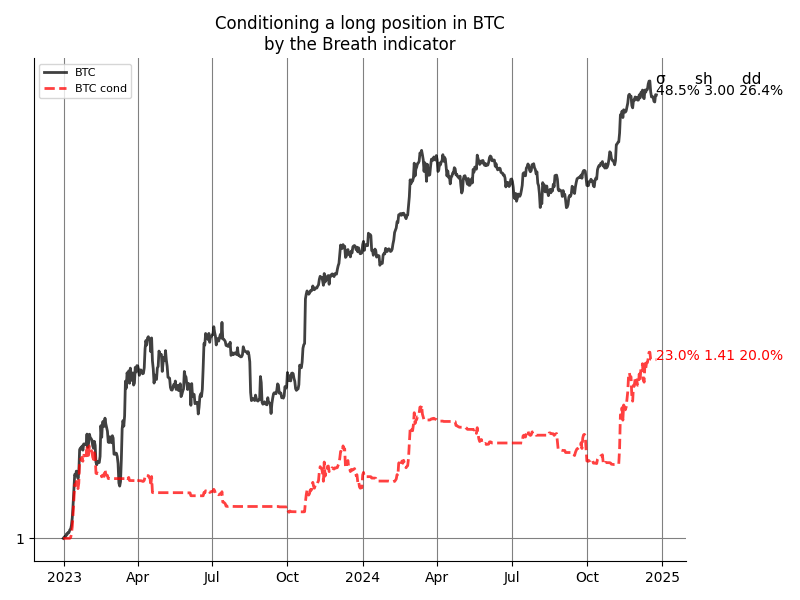 Conditioning a long position in BTC
by the Breath indicator
BTC
BTC cond
σ sh dd
48.5% 3.00 26.4%
23.0% 1.41 20.0%
1
2023 Apr Jul Oct 2024 Apr Jul Oct 2025